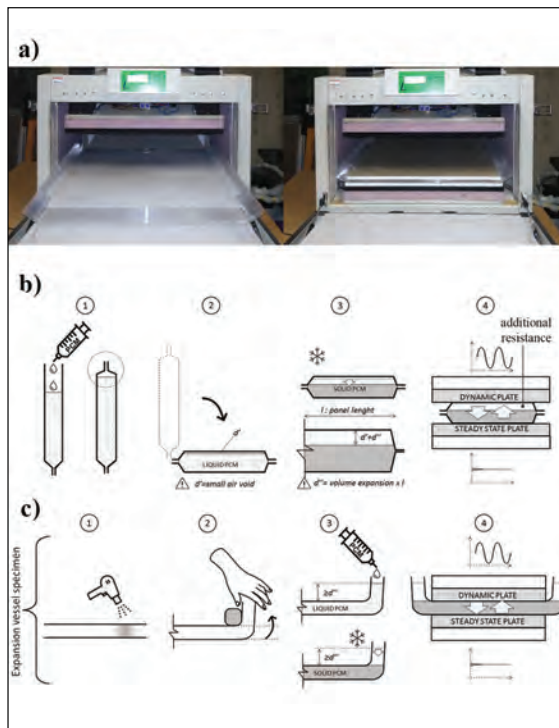 a)
b)
1
2
3
4
PCM
additional
resistance
SOLID PCM
DYNAMIC PLATE
l : panel lenght
STEADY STATE PLATE
LIQUID PCM
! d'=small air void
! d''= volume expansion x l
c)
1
2
3
4
Expansion vessel specimen
PCM
LIQUID PCM
DYNAMIC PLATE
STEADY STATE PLATE
SOLID PCM